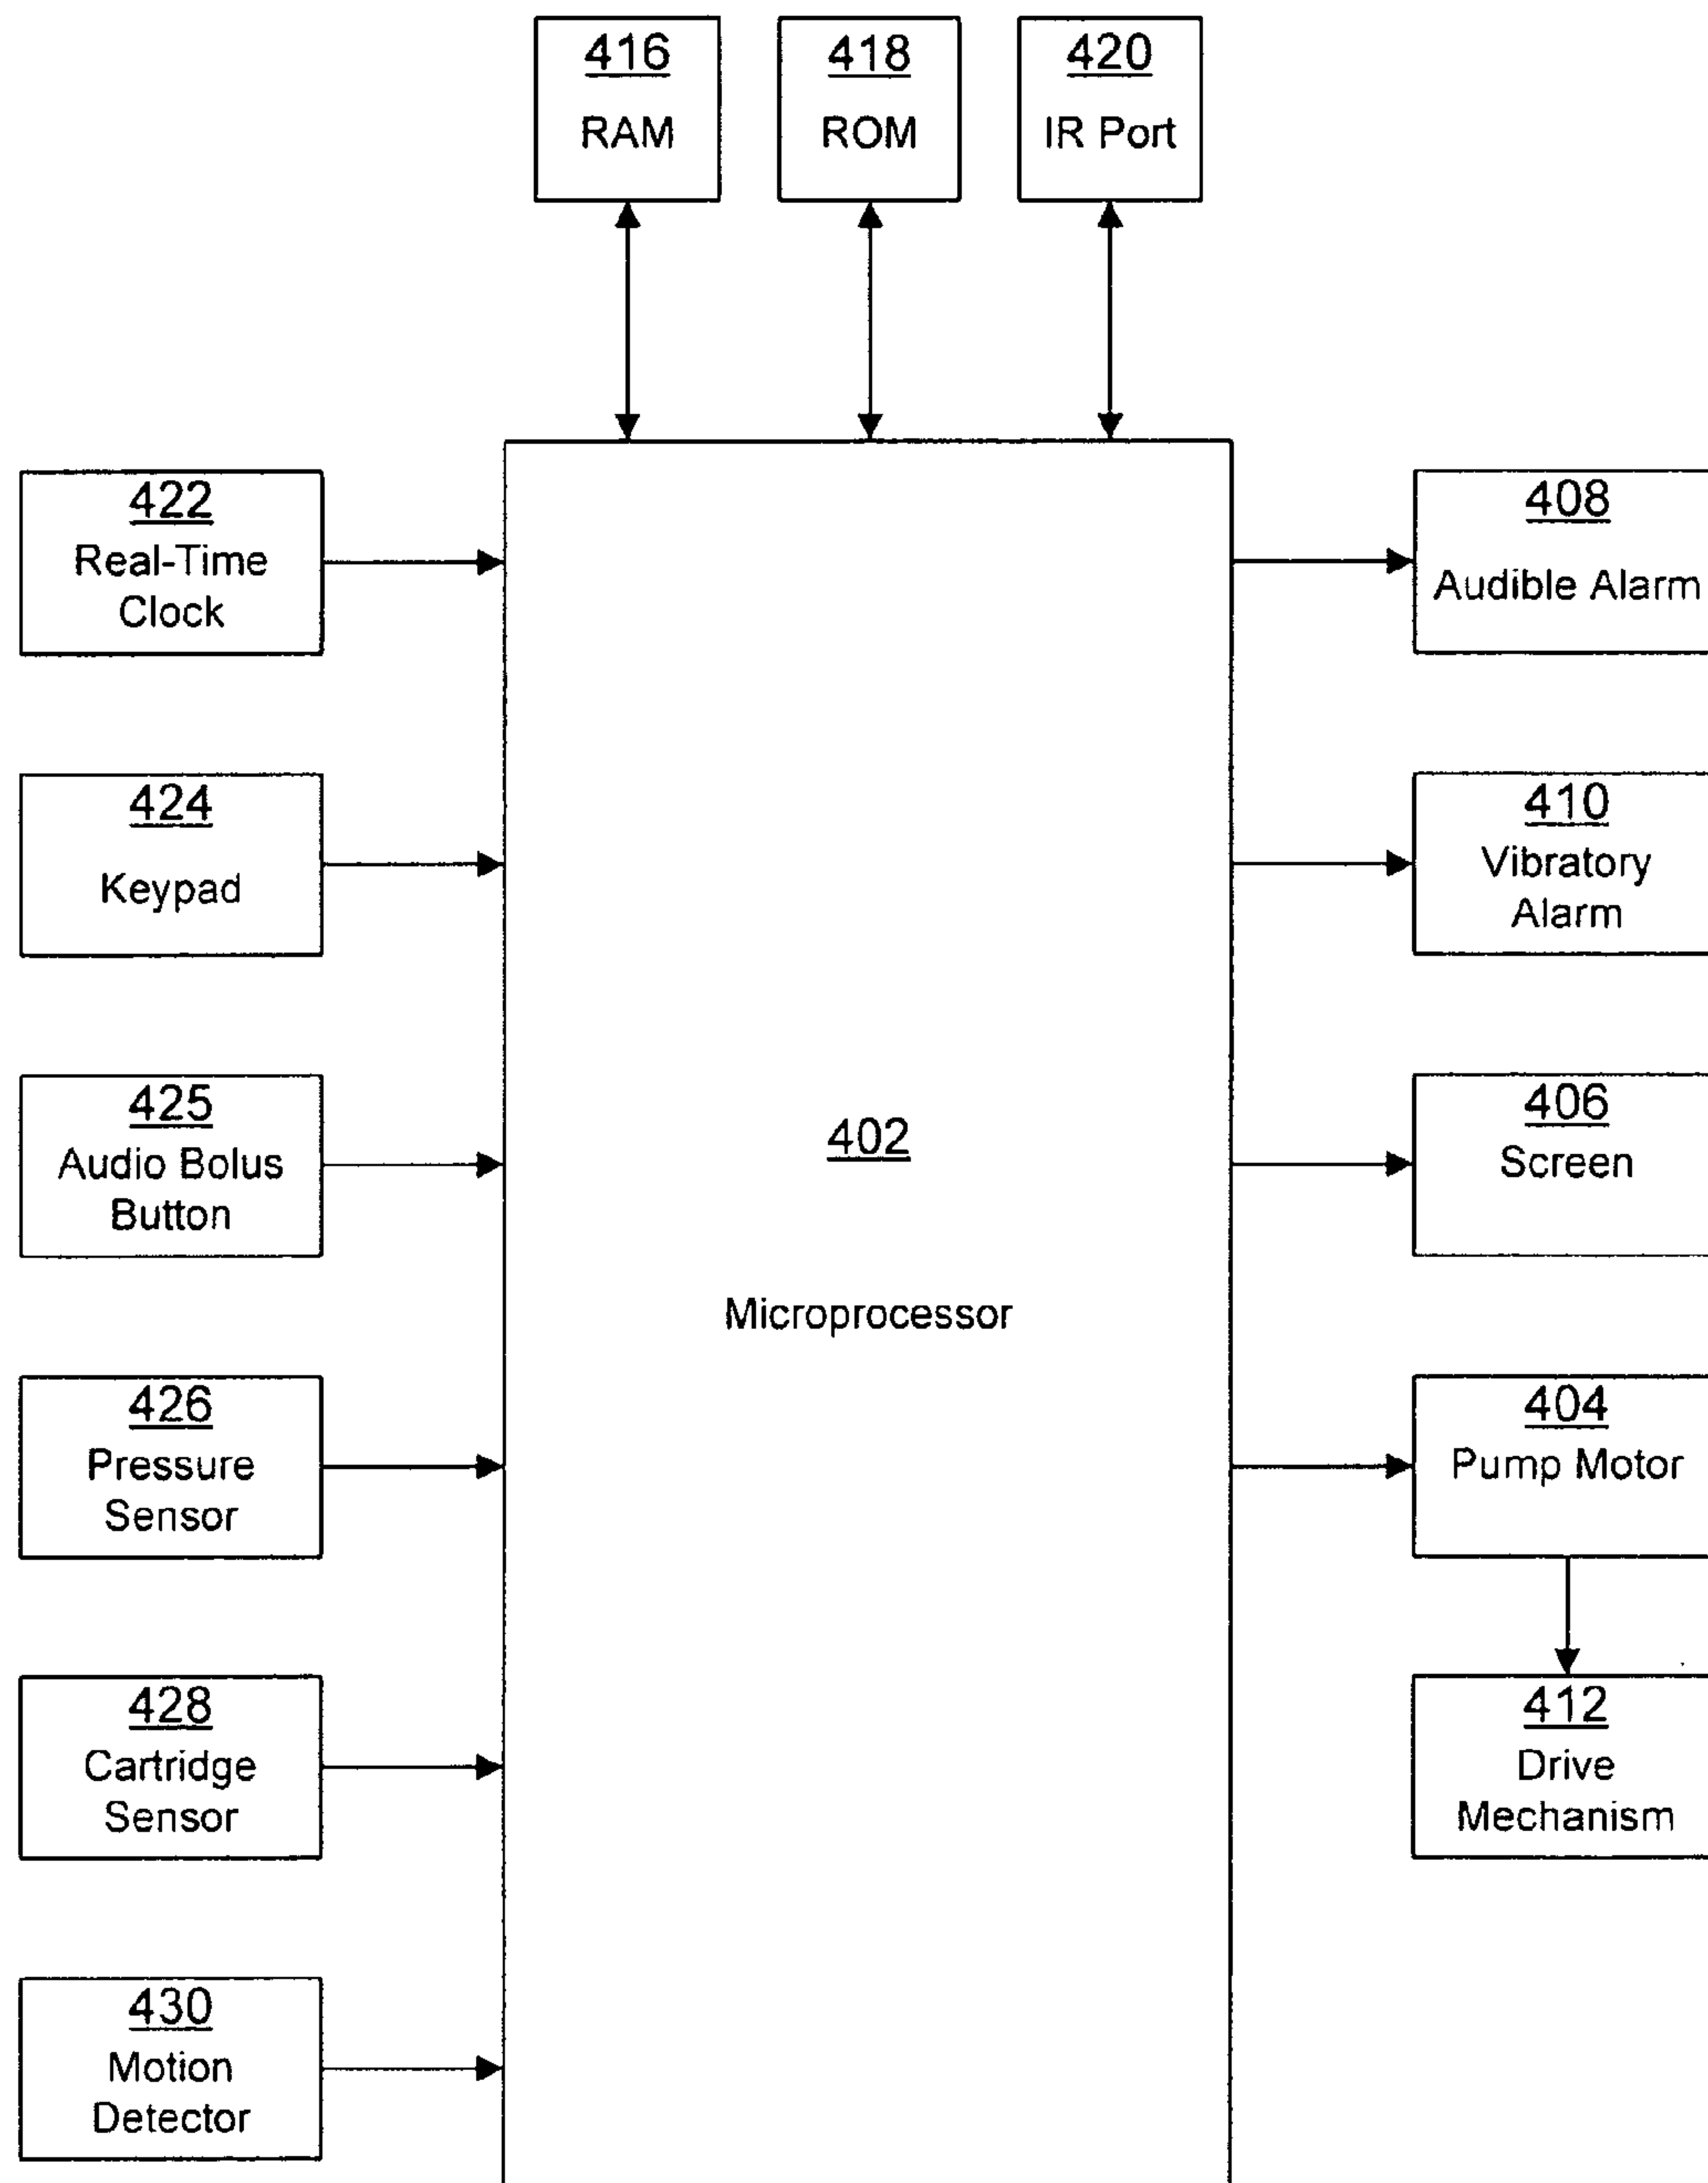 416
RAM
418
ROM
420
IR Port
422
Real-Time
Clock
424
Keypad
425
Audio Bolus
Button
426
Pressure
Sensor
428
Cartridge
Sensor
430
Motion
Detector
402
Microprocessor
408
Audible Alarm
410
Vibratory
Alarm
406
Screen
404
Pump Motor
412
Drive
Mechanism